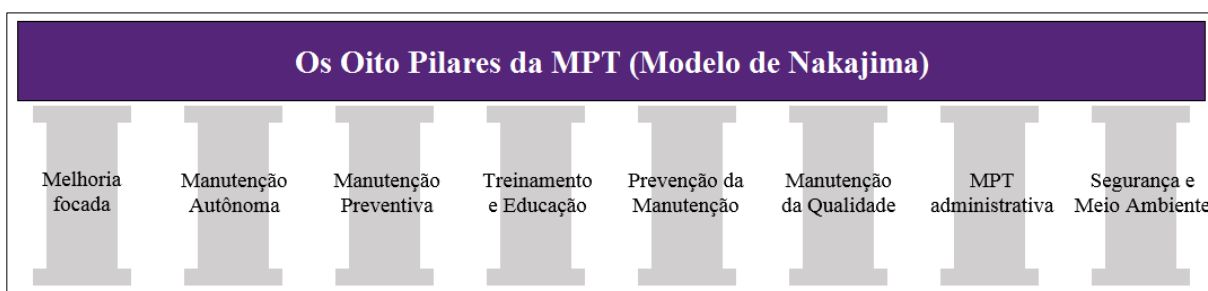 Os Oito Pilares da MPT (Modelo de Nakajima)
Melhoria
focada
Manutenção
Autônoma
Manutenção
Preventiva
Treinamento
e Educação
Prevenção da
Manutenção
Manutenção
da Qualidade
MPT
administrativa
Segurança e
Meio Ambiente